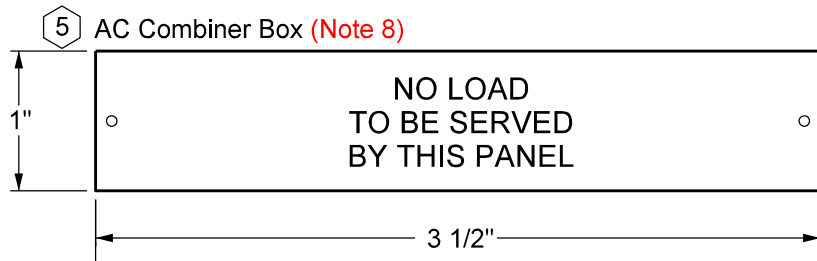 5 AC Combiner Box (Note 8)
1"
NO LOAD
TO BE SERVED
BY THIS PANEL
3 1/2"